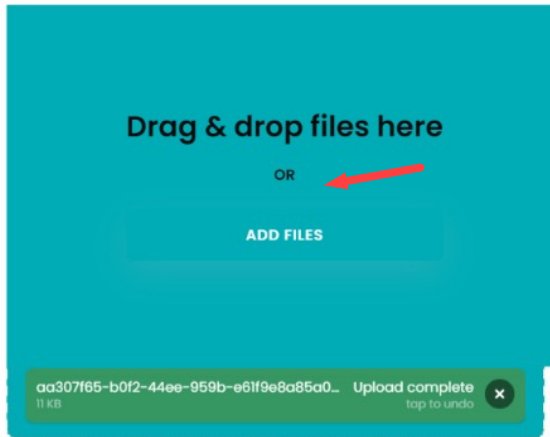 Drag & drop files here
OR
ADD FILES
aa307f65-b0f2-44ee-959b-e61f9e8a85a0... Upload complete
11 KB tap to undo